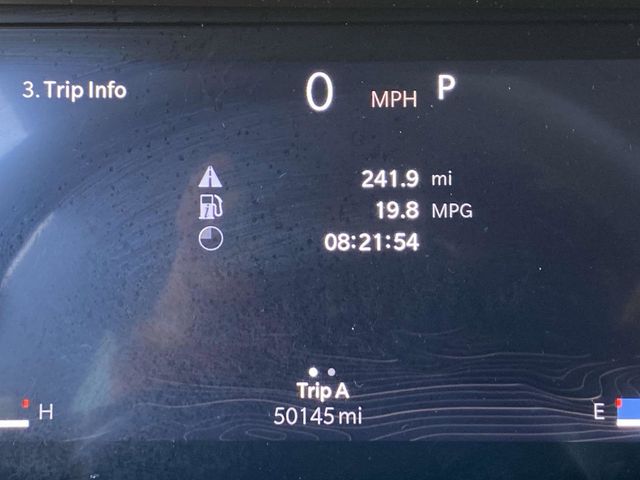 3. Trip Info
0 MPH P
241.9 mi
19.8 MPG
08:21:54
Trip A
H 50145 mi E